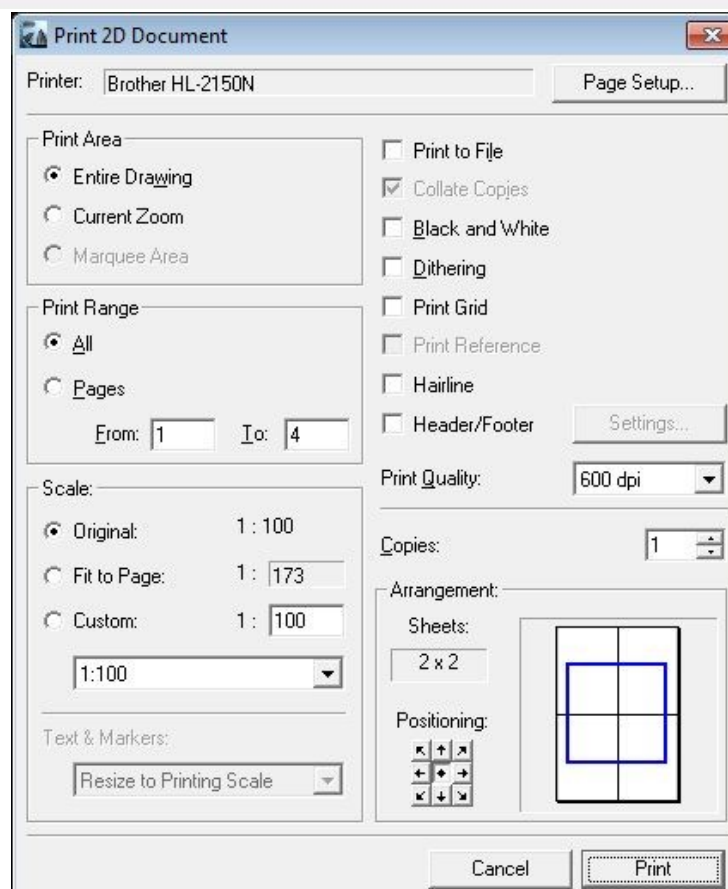 Print 2D Document
Printer: Brother HL-2150N Page Setup...
Print Area
Entire Drawing
Current Zoom
Marquee Area
Print Range
All
Pages
From: 1 To: 4
Scale:
Original: 1 : 100
Fit to Page: 1 : 173
Custom: 1 : 100
1:100
Text & Markers:
Resize to Printing Scale
Print to File
Collate Copies
Black and White
Dithering
Print Grid
Print Reference
Hairline
Header/Footer Settings...
Print Quality: 600 dpi
Copies: 1
Arrangement:
Sheets:
2 x 2
Positioning:
Cancel Print